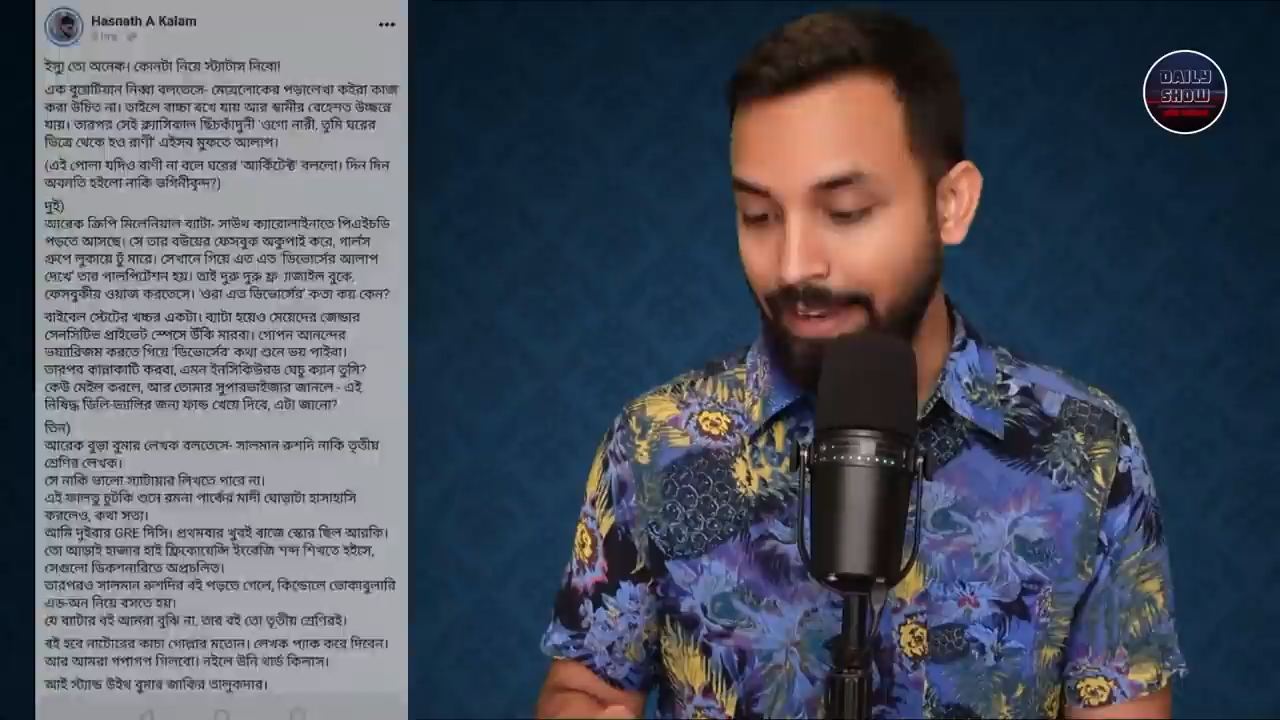 Hasnath A Kalam
ইস্যু তো অনেক। কোনটা নিয়ে স্ট্যাটাস দিবো!
এক বুয়েটিয়ান নিব্বা বলতেসে- মেয়েলোকের পড়ালেখা কইরা কাজ
করা উচিত না। তাইলে বাচ্চা বখে যায় আর স্বামীর বেহেশত উচ্ছন্নে
যায়। তারপর সেই ক্ল্যাসিকাল ছিঁচকাঁদুনী 'ওগো নারী, তুমি ঘরের
ভিত্রে থেকে হও রাণী' এইসব মুফতে আলাপ।
(এই পোলা যদিও রাণী না বলে ঘরের 'আর্কিটেক্ট' বললো। দিন দিন
অবনতি হইলো নাকি ভগিনীবৃন্দ?)
দুই)
আরেক ক্রিপি মিলেনিয়াল ব্যাটা- সাউথ ক্যারোলাইনাতে পিএইচডি
পড়তে আসছে। সে তার বউয়ের ফেসবুক অকুপাই করে, গার্লস
গ্রুপে লুকায়ে ঢুঁ মারে। সেখানে গিয়ে এত এত 'ডিভোর্সের আলাপ
দেখে' তার পালপিটেশন হয়। তাই দুরু দুরু ফ্র্যাজাইল বুকে,
ফেসবুকীয় ওয়াজ করতেসে। 'ওরা এত ডিভোর্সের' কতা কয় কেন?
বাইবেল স্টেটের খচ্চর একটা। ব্যাটা হয়েও মেয়েদের জেন্ডার
সেনসিটিভ প্রাইভেট স্পেসে উঁকি মারবা। গোপন আনন্দের
ভয়্যারিজম করতে গিয়ে 'ডিভোর্সের' কথা শুনে ভয় পাইবা।
তারপর কান্নাকাটি করবা, এমন ইনসিকিউরড ঘেচু ক্যান তুমি?
কেউ মেইল করলে, আর তোমার সুপারভাইজার জানলে - এই
নিষিদ্ধ ডিলি-ড্যালির জন্য ফান্ড খেয়ে দিবে, এটা জানো?
তিন)
আরেক বুড়া বুমার লেখক বলতেসে- সালমান রুশদি নাকি তৃতীয়
শ্রেণির লেখক।
সে নাকি ভালো স্যাটায়ার লিখতে পারে না।
এই ফালতু চুটকি শুনে রমনা পার্কের মাদী ঘোড়াটা হাসাহাসি
করলেও, কথা সত্য।
আমি দুইবার GRE দিসি। প্রথমবার খুবই বাজে স্কোর ছিল আরকি।
তো আড়াই হাজার হাই ফ্রিকোয়েন্সি ইংরেজি শব্দ শিখতে হইসে,
সেগুলো ডিকশনারিতে অপ্রচলিত।
তারপরও সালমান রুশদির বই পড়তে গেলে, কিন্ডোলে ভোকাবুলারি
এড-অন নিয়ে বসতে হয়।
যে ব্যাটার বই আমরা বুঝি না, তার বই তো তৃতীয় শ্রেণিরই।
বই হবে নাটোরের কাচা গোল্লার মতোন। লেখক প্যাক করে দিবেন।
আর আমরা গপাগপ গিলবো। নইলে উনি থার্ড কিলাস।
আই স্ট্যান্ড উইথ বুমার জাকির তালুকদার।
DAILY
SHOW